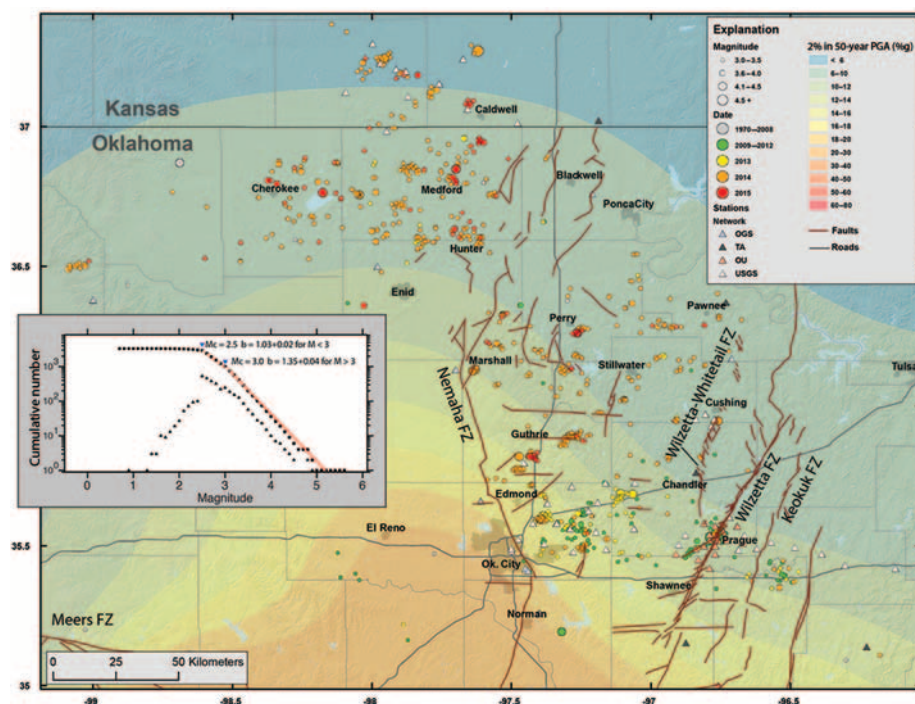 Kansas
Oklahoma
Caldwell
Cherokee
Medford
Blackwell
PoncaCity
Hunter
Enid
Pawnee
Perry
Marshall
Stillwater
Tulsa
Cushing
Nemaha FZ
Wilzetta-Whitetail FZ
Guthrie
Chandler
Wilzetta FZ
Keokuk FZ
Edmond
El Reno
Prague
Ok. City
Shawnee
Norman
Meers FZ
0 25 50 Kilometers
37
36.5
35.5
35
-99 -98.5 -98 -97.5 -97 -96.5
Explanation
Magnitude
3.0–3.5
3.6–4.0
4.1–4.5
4.5 +
Date
1970–2008
2009–2012
2013
2014
2015
Stations
Network
OGS
TA
OU
USGS
2% in 50-year PGA (%g)
< 6
6–10
10–12
12–14
14–16
16–18
18–20
20–30
30–40
40–50
50–60
60–80
Faults
Roads
Mc = 2.5 b = 1.03+0.02 for M < 3
Mc = 3.0 b = 1.35+0.04 for M > 3
Cumulative number
10³
10²
10¹
10⁰
0 1 2 3 4 5 6
Magnitude